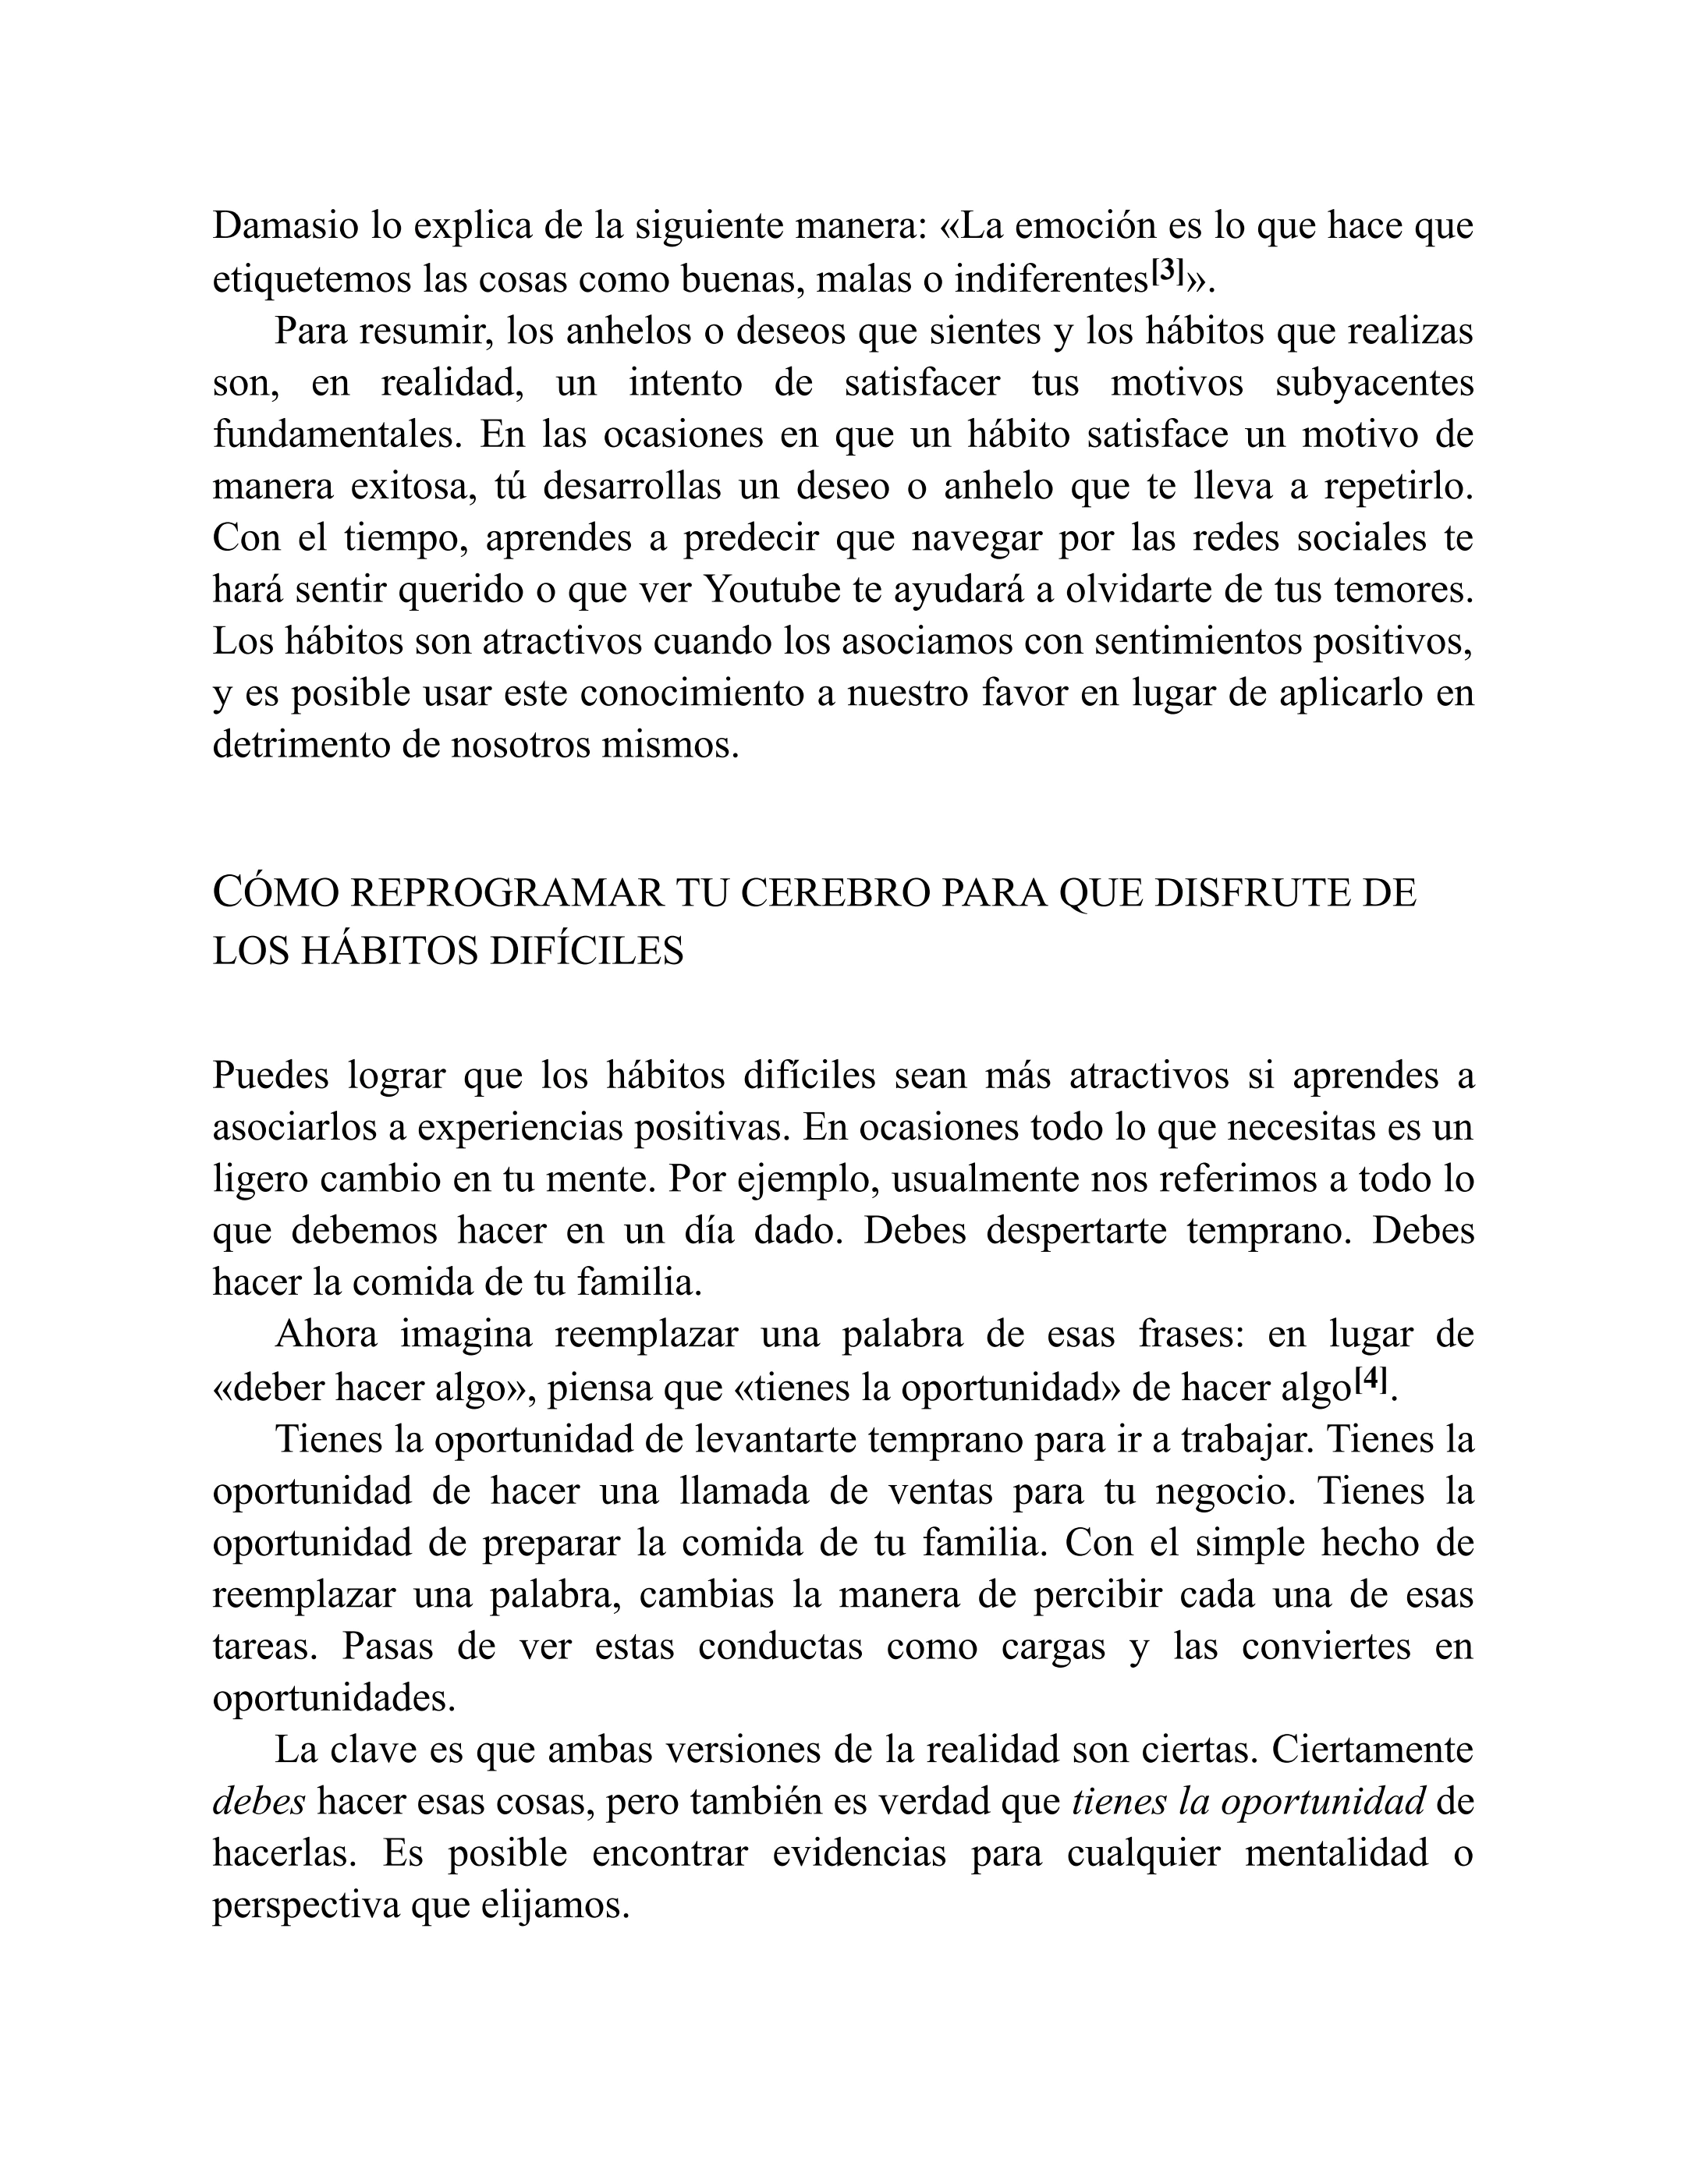 Damasio lo explica de la siguiente manera: «La emoción es lo que hace que
etiquetemos las cosas como buenas, malas o indiferentes[3]».
Para resumir, los anhelos o deseos que sientes y los hábitos que realizas
son, en realidad, un intento de satisfacer tus motivos subyacentes
fundamentales. En las ocasiones en que un hábito satisface un motivo de
manera exitosa, tú desarrollas un deseo o anhelo que te lleva a repetirlo.
Con el tiempo, aprendes a predecir que navegar por las redes sociales te
hará sentir querido o que ver Youtube te ayudará a olvidarte de tus temores.
Los hábitos son atractivos cuando los asociamos con sentimientos positivos,
y es posible usar este conocimiento a nuestro favor en lugar de aplicarlo en
detrimento de nosotros mismos.
CÓMO REPROGRAMAR TU CEREBRO PARA QUE DISFRUTE DE
LOS HÁBITOS DIFÍCILES
Puedes lograr que los hábitos difíciles sean más atractivos si aprendes a
asociarlos a experiencias positivas. En ocasiones todo lo que necesitas es un
ligero cambio en tu mente. Por ejemplo, usualmente nos referimos a todo lo
que debemos hacer en un día dado. Debes despertarte temprano. Debes
hacer la comida de tu familia.
Ahora imagina reemplazar una palabra de esas frases: en lugar de
«deber hacer algo», piensa que «tienes la oportunidad» de hacer algo[4].
Tienes la oportunidad de levantarte temprano para ir a trabajar. Tienes la
oportunidad de hacer una llamada de ventas para tu negocio. Tienes la
oportunidad de preparar la comida de tu familia. Con el simple hecho de
reemplazar una palabra, cambias la manera de percibir cada una de esas
tareas. Pasas de ver estas conductas como cargas y las conviertes en
oportunidades.
La clave es que ambas versiones de la realidad son ciertas. Ciertamente
debes hacer esas cosas, pero también es verdad que tienes la oportunidad de
hacerlas. Es posible encontrar evidencias para cualquier mentalidad o
perspectiva que elijamos.